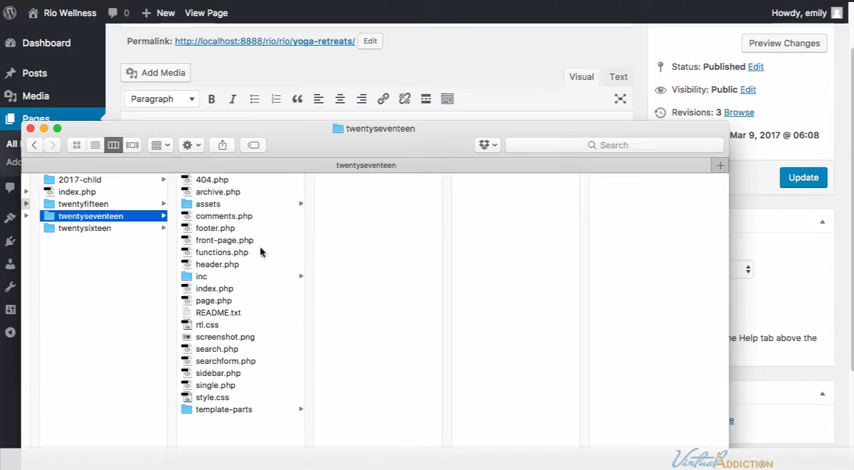 Rio Wellness 0 New View Page Howdy, emily
Dashboard
Posts
Media
Pages
Permalink: http://localhost:8888/rio/rio/yoga-retreats/ Edit
Add Media Visual Text
Paragraph B I
Preview Changes
Status: Published Edit
Visibility: Public Edit
Revisions: 3 Browse
Mar 9, 2017 @ 06:08
Update
twentyseventeen
Search
twentyseventeen
2017-child
index.php
twentyfifteen
twentyseventeen
twentysixteen
404.php
archive.php
assets
comments.php
footer.php
front-page.php
functions.php
header.php
inc
index.php
page.php
README.txt
rtl.css
screenshot.png
search.php
searchform.php
sidebar.php
single.php
style.css
template-parts
e Help tab above the
Virtual ADDICTION